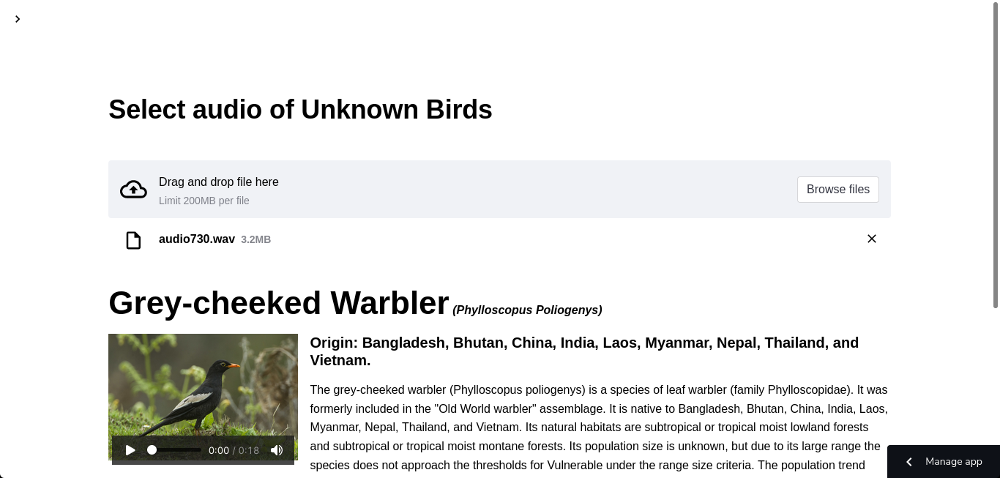 Select audio of Unknown Birds
Drag and drop file here
Limit 200MB per file
Browse files
audio730.wav 3.2MB
Grey-cheeked Warbler (Phylloscopus Poliogenys)
Origin: Bangladesh, Bhutan, China, India, Laos, Myanmar, Nepal, Thailand, and
Vietnam.
The grey-cheeked warbler (Phylloscopus poliogenys) is a species of leaf warbler (family Phylloscopidae). It was
formerly included in the "Old World warbler" assemblage. It is native to Bangladesh, Bhutan, China, India, Laos,
Myanmar, Nepal, Thailand, and Vietnam. Its natural habitats are subtropical or tropical moist lowland forests
and subtropical or tropical moist montane forests. Its population size is unknown, but due to its large range the
species does not approach the thresholds for Vulnerable under the range size criteria. The population trend
0:00 / 0:18
Manage app